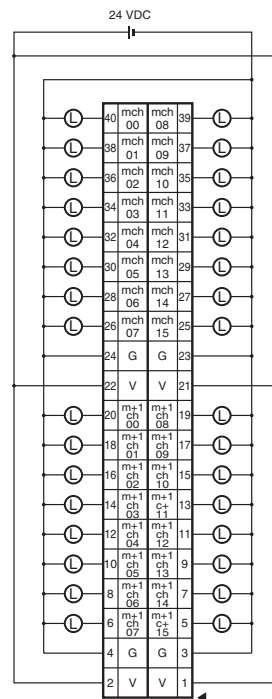 24 VDC
L 40 mch 00 mch 08 39 L
L 38 mch 01 mch 09 37 L
L 36 mch 02 mch 10 35 L
L 34 mch 03 mch 11 33 L
L 32 mch 04 mch 12 31 L
L 30 mch 05 mch 13 29 L
L 28 mch 06 mch 14 27 L
L 26 mch 07 mch 15 25 L
24 G G 23
22 V V 21
L 20 m+1 ch 00 m+1 ch 08 19 L
L 18 m+1 ch 01 m+1 ch 09 17 L
L 16 m+1 ch 02 m+1 ch 10 15 L
L 14 m+1 ch 03 m+1 c+ 11 13 L
L 12 m+1 ch 04 m+1 ch 12 11 L
L 10 m+1 ch 05 m+1 ch 13 9 L
L 8 m+1 ch 06 m+1 ch 14 7 L
L 6 m+1 ch 07 m+1 c+ 15 5 L
4 G G 3
2 V V 1